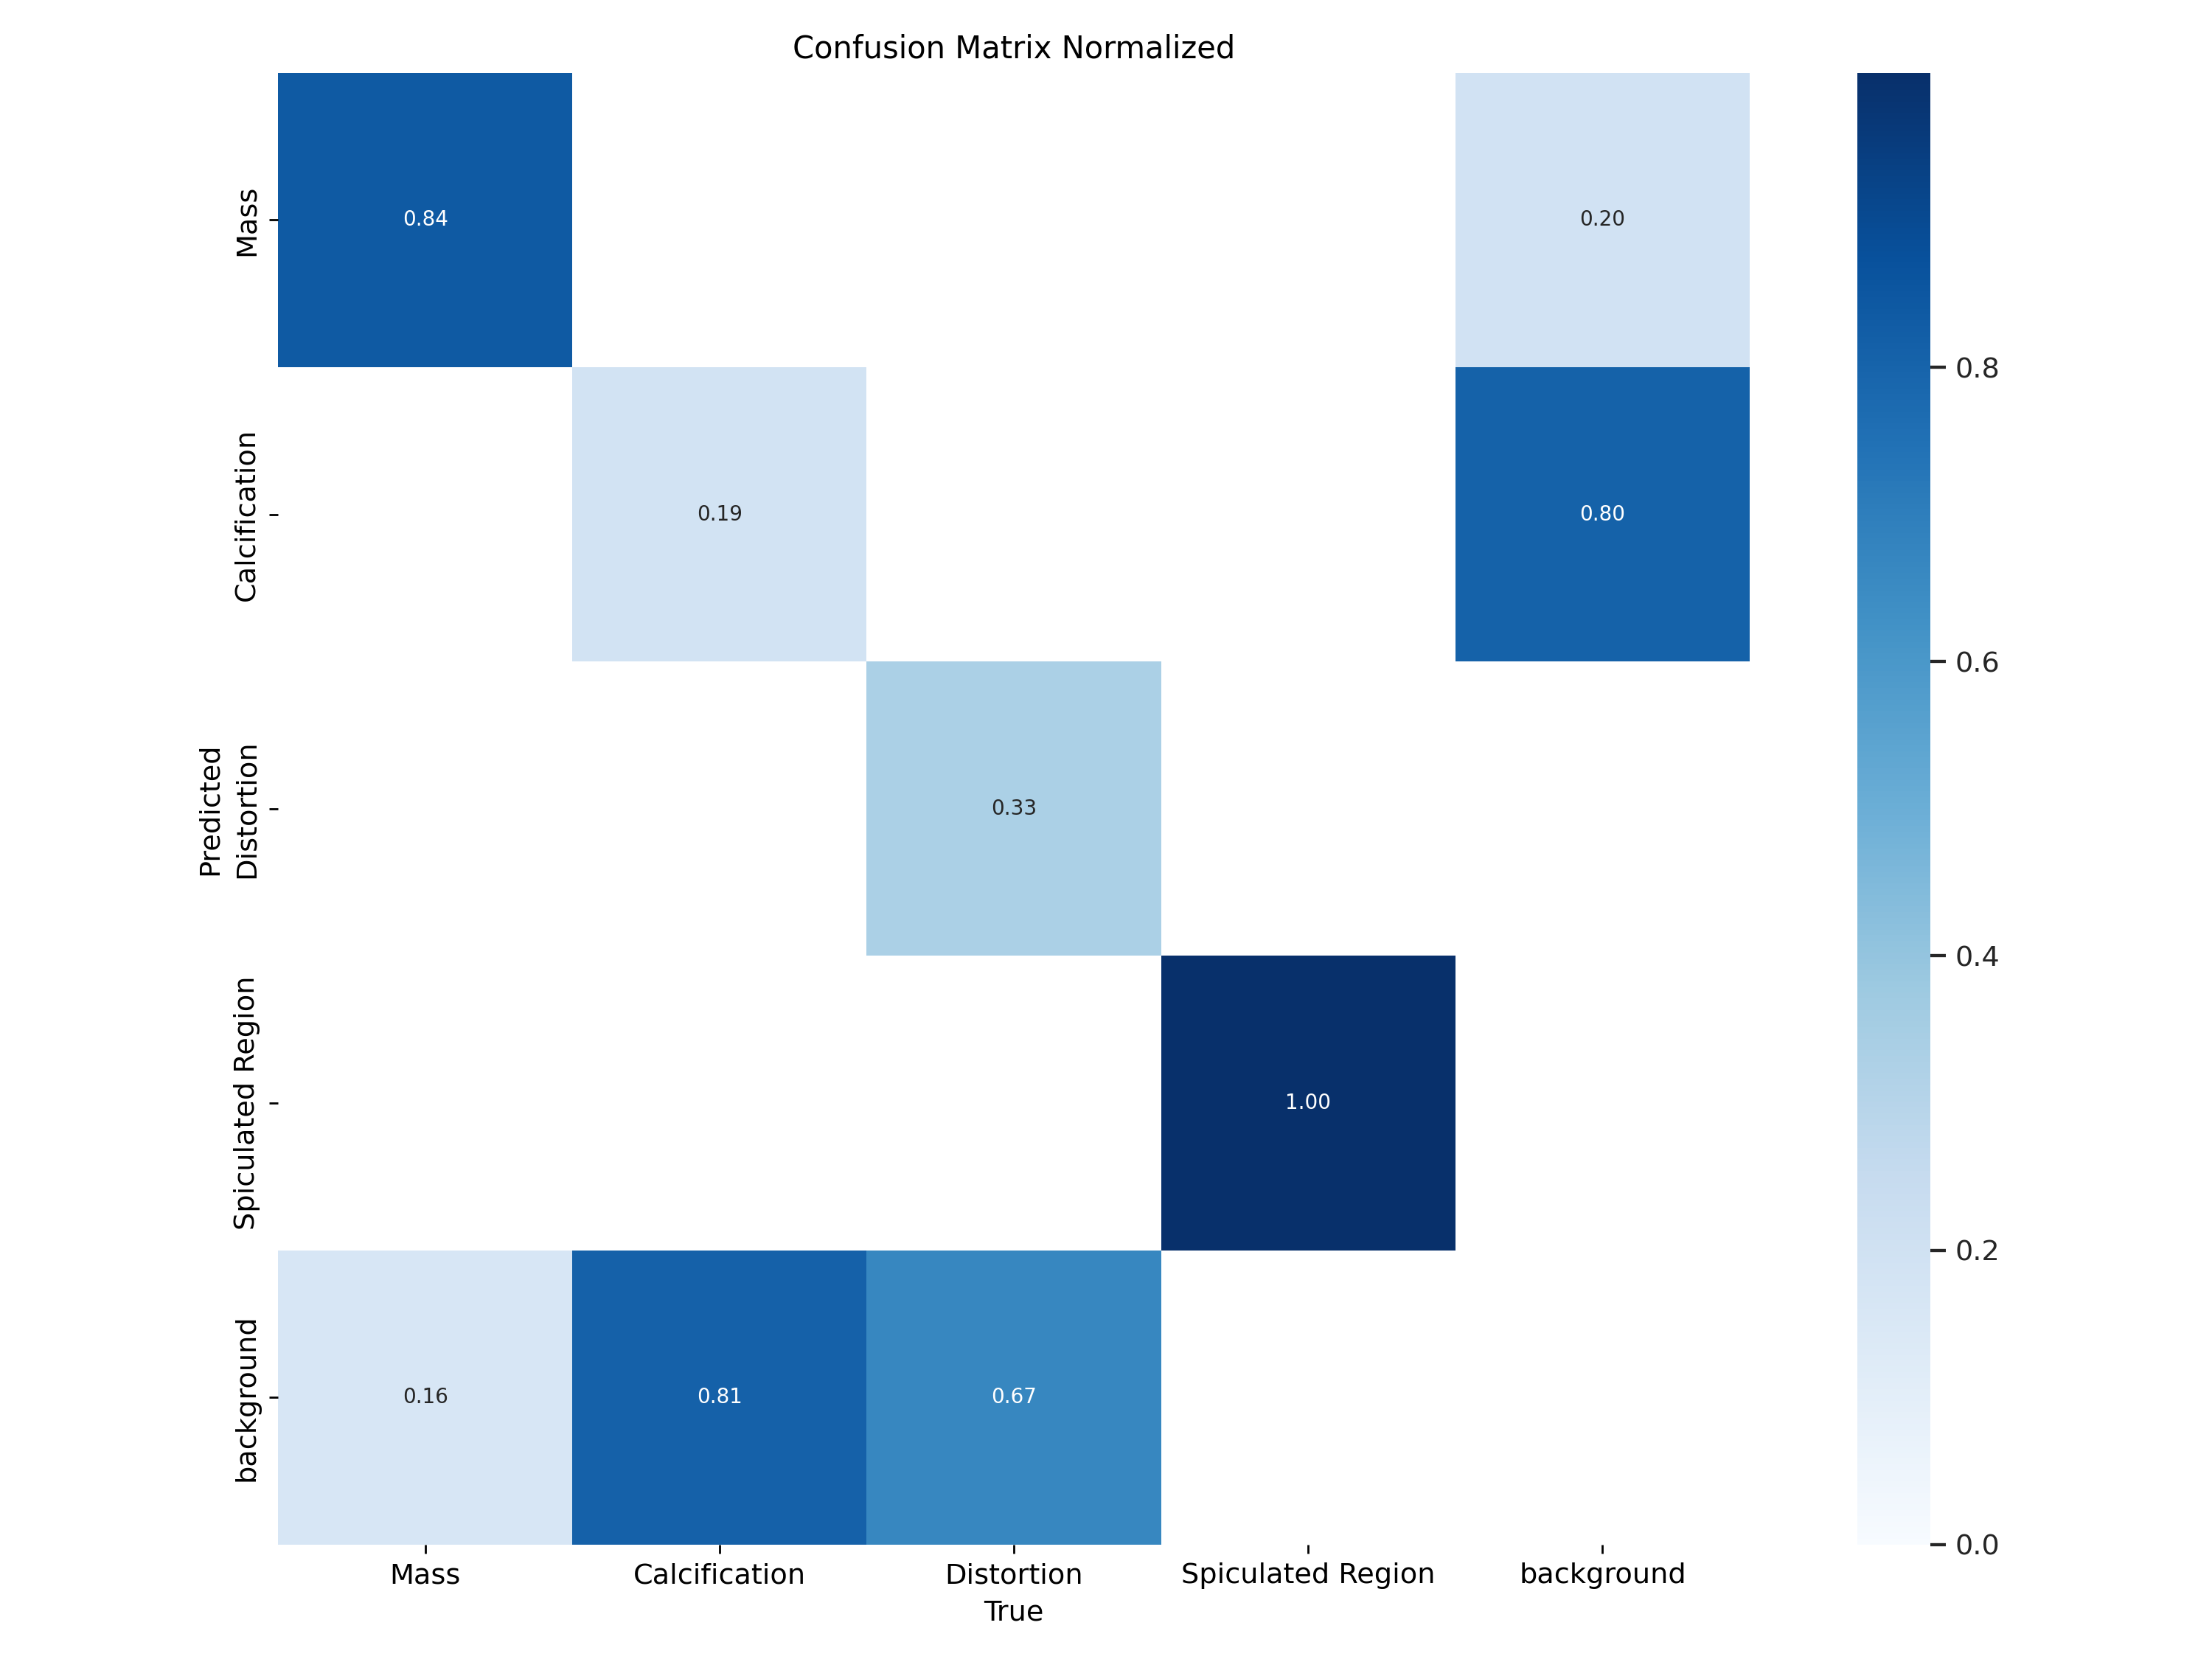 Confusion Matrix Normalized
Mass
0.84
0.20
Calcification
0.19
0.80
Predicted
Distortion
0.33
Spiculated Region
1.00
background
0.16
0.81
0.67
Mass
Calcification
Distortion
Spiculated Region
background
True
0.8
0.6
0.4
0.2
0.0